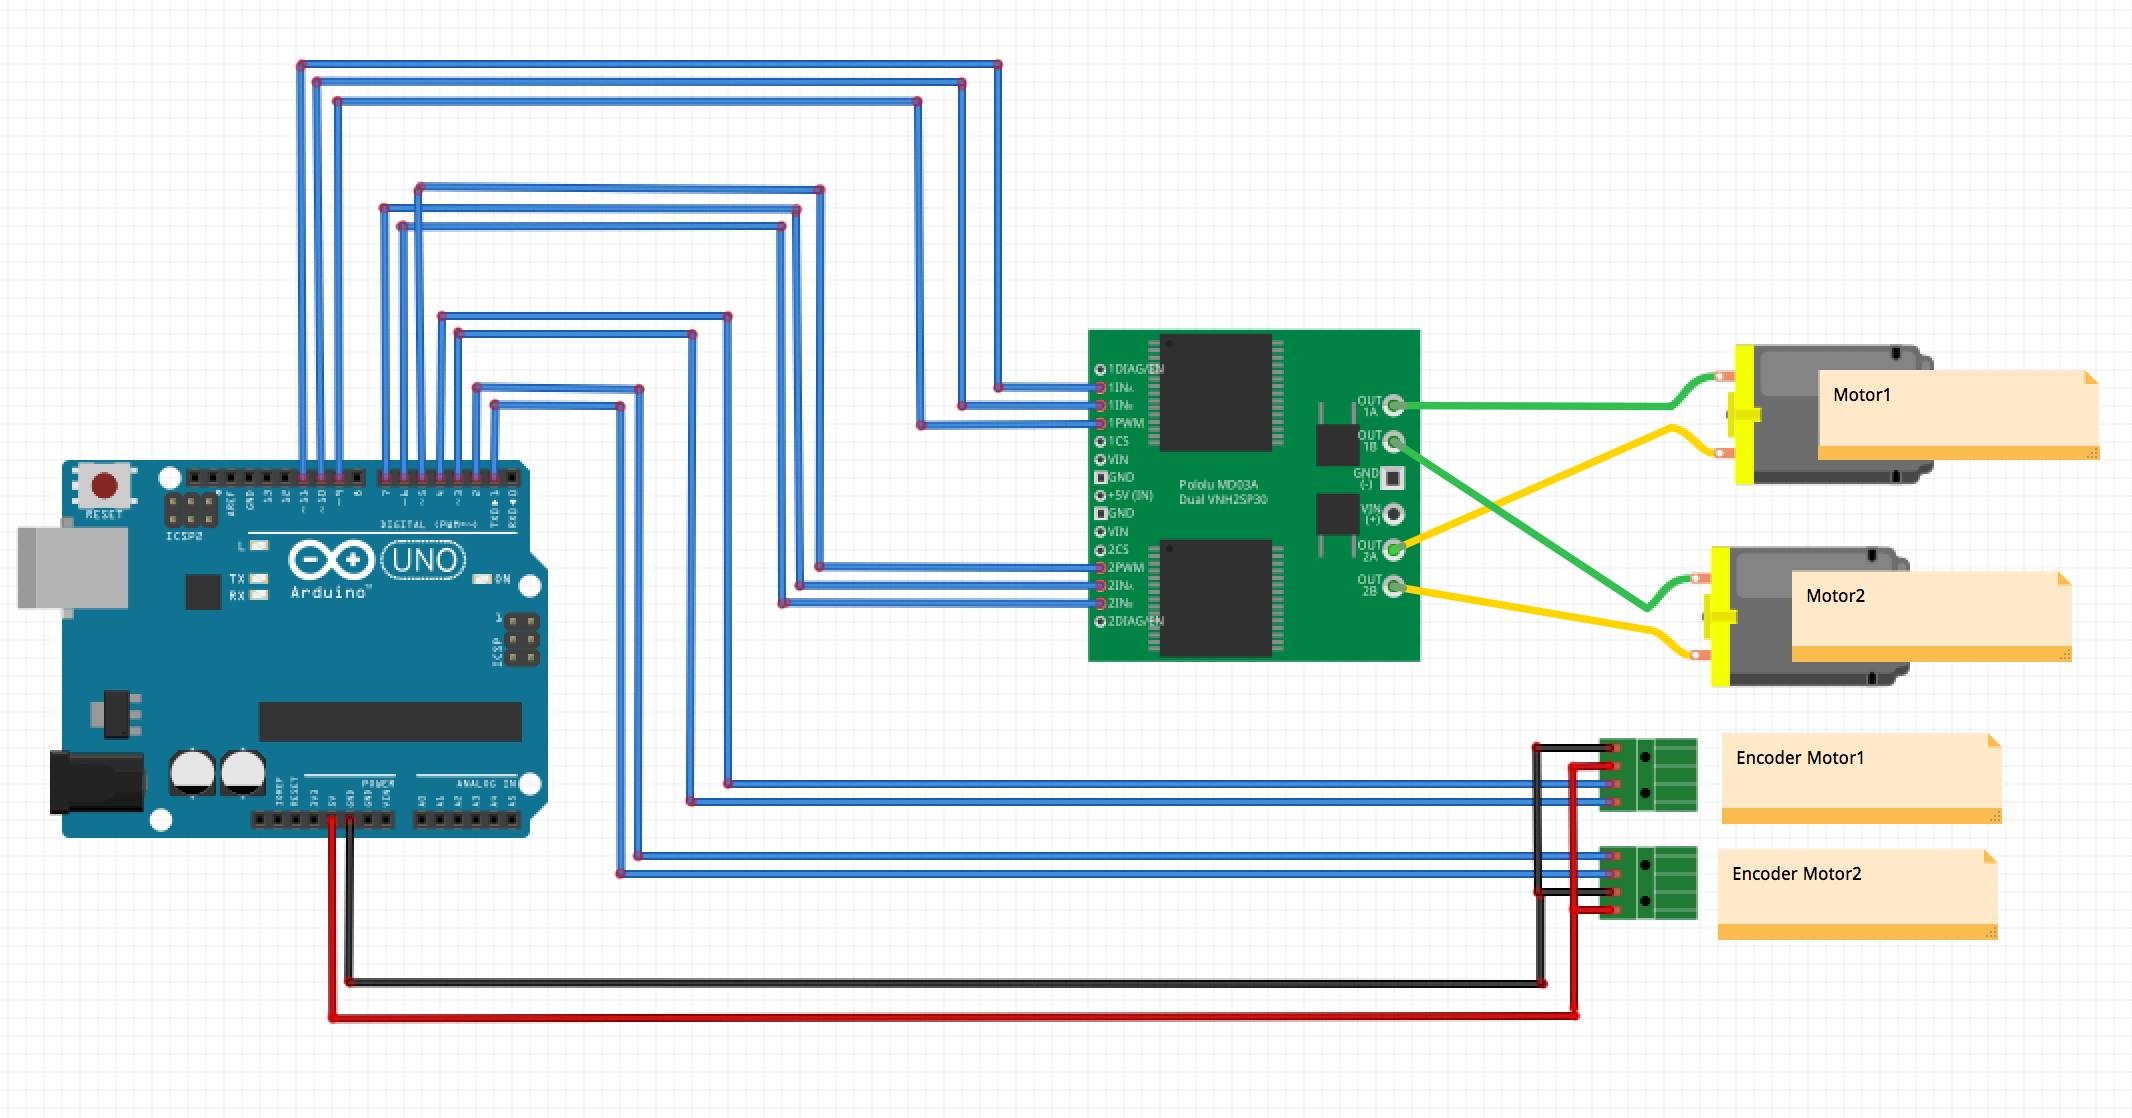 RESET
ICSP2
AREF
GND
13
12
~11
~10
~9
8
7
~6
~5
4
~3
2
TXD▶1
RXD◀0
DIGITAL (PWM~)
L
TX
RX
UNO
Arduino™
ON
ICSP
1
IOREF
RESET
3V3
5V
GND
GND
VIN
POWER
ANALOG IN
A0
A1
A2
A3
A4
A5
1DIAG/EN
1INA
1INB
1PWM
1CS
VIN
GND
+5V (IN)
GND
VIN
2CS
2PWM
2INA
2INB
2DIAG/EN
Pololu MD03A
Dual VNH2SP30
OUT
1A
OUT
1B
GND
(-)
VIN
(+)
OUT
2A
OUT
2B
Motor1
Motor2
Encoder Motor1
Encoder Motor2